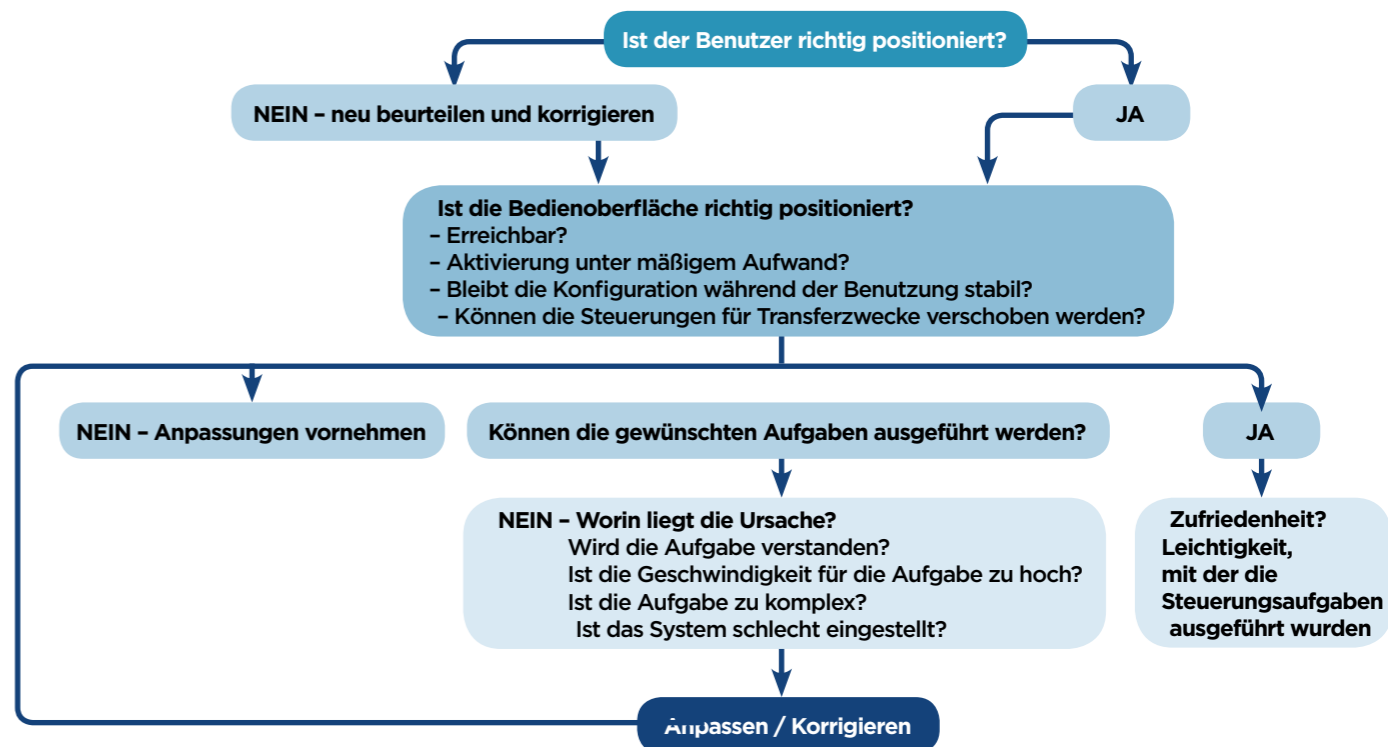 Ist der Benutzer richtig positioniert?
NEIN – neu beurteilen und korrigieren
JA
Ist die Bedienoberfläche richtig positioniert?
– Erreichbar?
– Aktivierung unter mäßigem Aufwand?
– Bleibt die Konfiguration während der Benutzung stabil?
– Können die Steuerungen für Transferzwecke verschoben werden?
NEIN – Anpassungen vornehmen
Können die gewünschten Aufgaben ausgeführt werden?
JA
NEIN – Worin liegt die Ursache?
Wird die Aufgabe verstanden?
Ist die Geschwindigkeit für die Aufgabe zu hoch?
Ist die Aufgabe zu komplex?
Ist das System schlecht eingestellt?
Zufriedenheit?
Leichtigkeit,
mit der die
Steuerungsaufgaben
ausgeführt wurden
Anpassen / Korrigieren